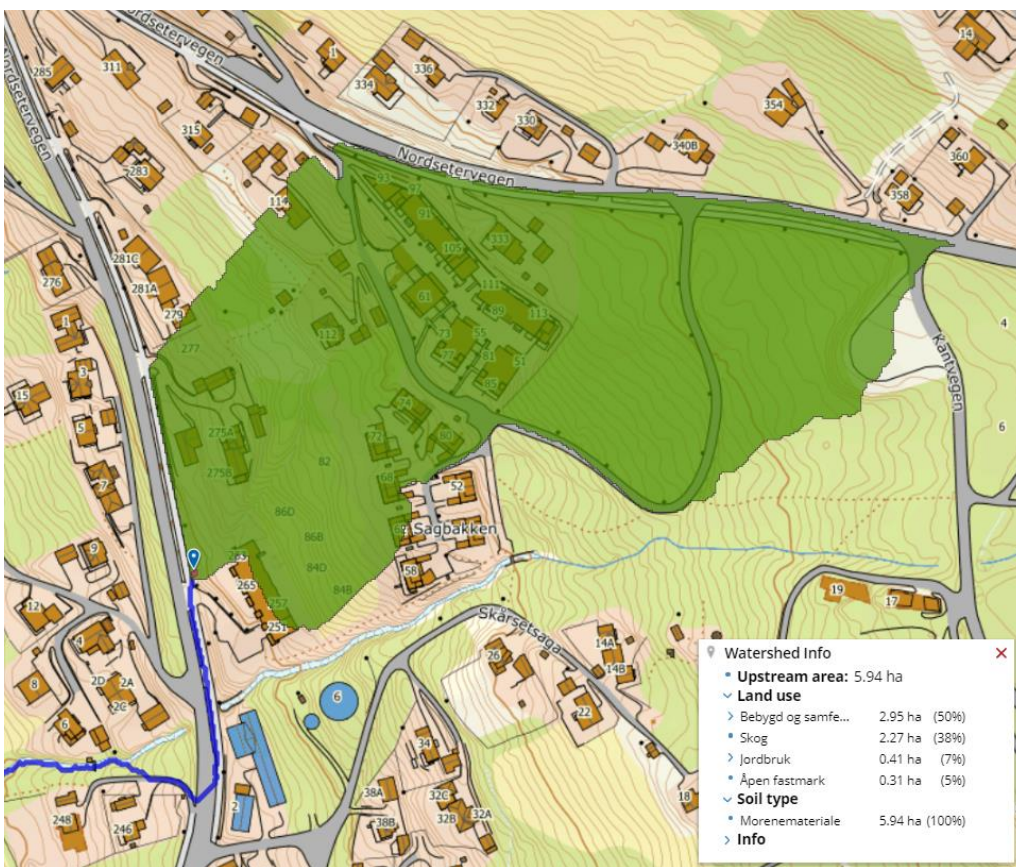 Nordsetervegen
Nordsetervegen
1
336
14
285
311
334
332
330
354
315
340B
360
283
Nordsetervegen
358
93
97
114
91
105
333
281C
276
281A
61
111
89
279
113
4
1
112
73
55
277
77
81
51
85
Kantvegen
3
15
74
5
275A
72
80
6
82
275B
68
52
7
86D
Sagbakken
86B
9
265
84D
58
257
84B
12
251
19
17
Skårsetsaga
4
14A
26
14B
2D
2A
8
2C
6
6
22
34
2
38A
32C
18
248
246
38B
32B
32A
Watershed Info
Upstream area: 5.94 ha
Land use
Bebygd og samfe... 2.95 ha (50%)
Skog 2.27 ha (38%)
Jordbruk 0.41 ha (7%)
Åpen fastmark 0.31 ha (5%)
Soil type
Morenemateriale 5.94 ha (100%)
Info